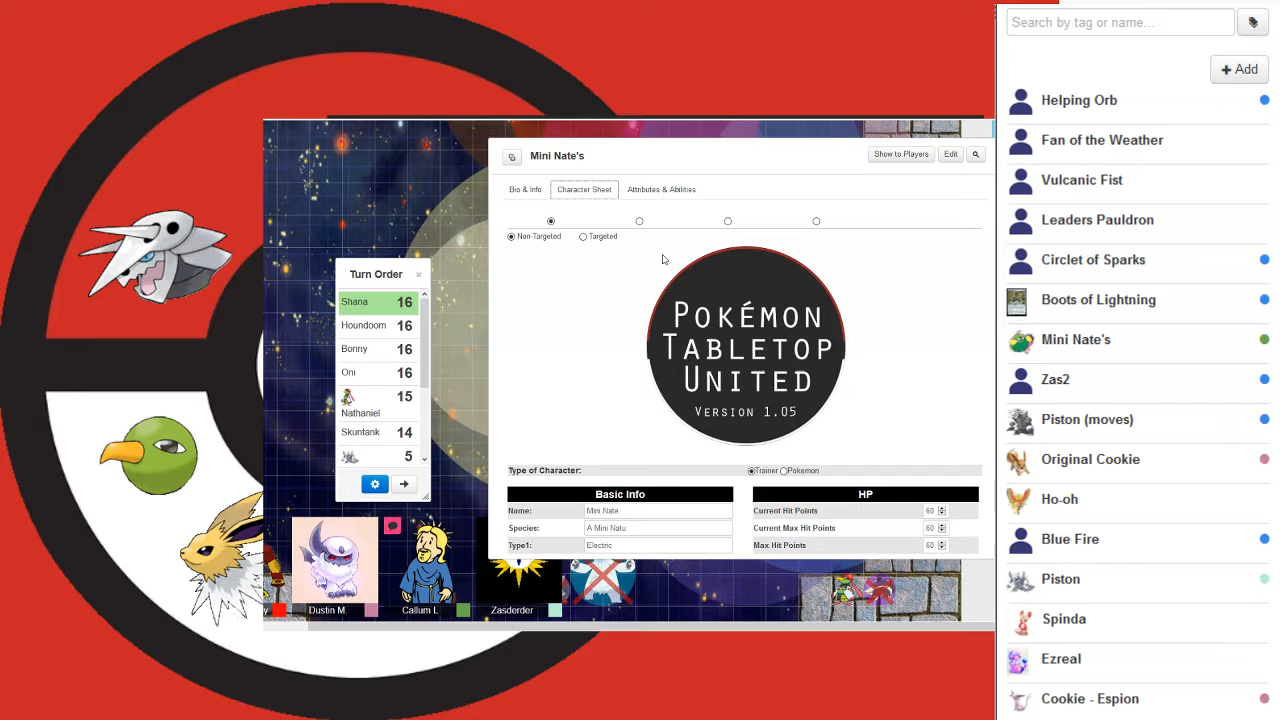 Search by tag or name...
+ Add
Helping Orb
Fan of the Weather
Vulcanic Fist
Leaders Pauldron
Circlet of Sparks
Boots of Lightning
Mini Nate's
Zas2
Piston (moves)
Original Cookie
Ho-oh
Blue Fire
Piston
Spinda
Ezreal
Cookie - Espion
Mini Nate's
Show to Players
Edit
Bio & Info
Character Sheet
Attributes & Abilities
Non-Targeted
Targeted
POKÉMON
TABLETOP
UNITED
VERSION 1.05
Type of Character:
Trainer
Pokemon
Basic Info
Name: Mini Nate
Species: A Mini Natu
Type1: Electric
HP
Current Hit Points 60
Current Max Hit Points 60
Max Hit Points 60
Turn Order
Shana 16
Houndoom 16
Bonny 16
Oni 16
Nathaniel 15
Skuntank 14
5
y
Dustin M.
Callum L
Zasderder